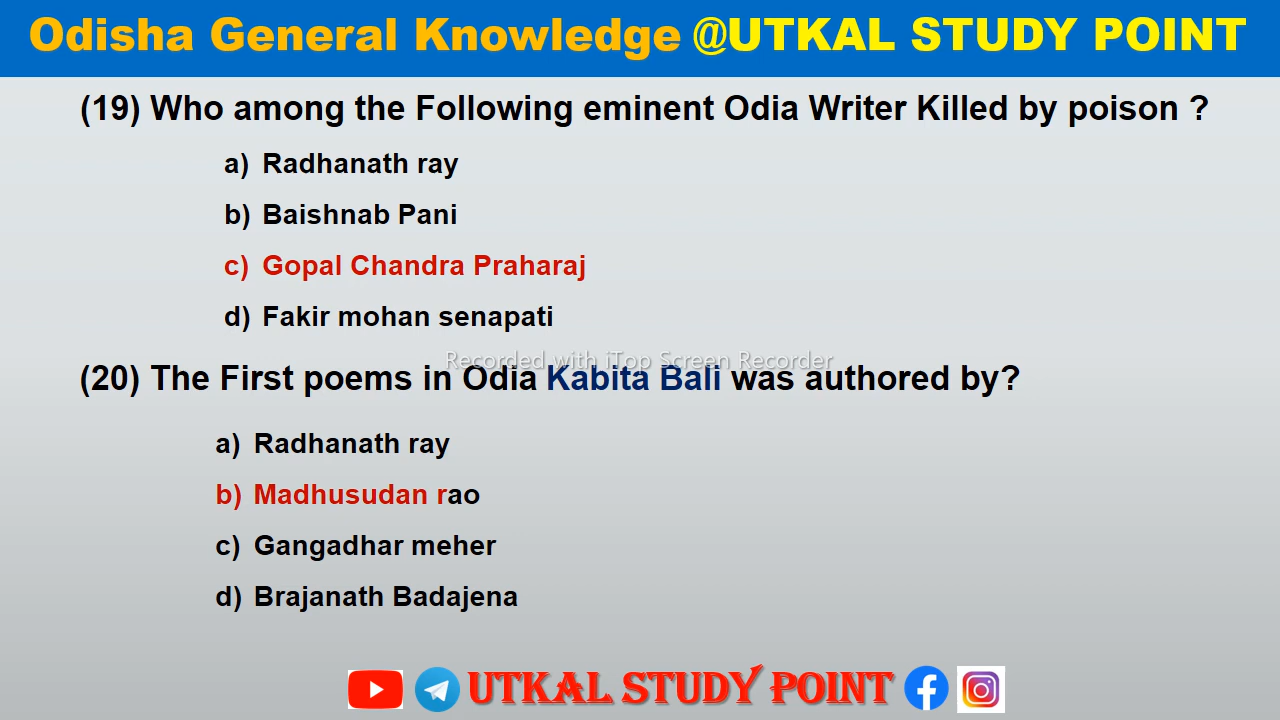 Odisha General Knowledge @UTKAL STUDY POINT
(19) Who among the Following eminent Odia Writer Killed by poison ?
a) Radhanath ray
b) Baishnab Pani
c) Gopal Chandra Praharaj
d) Fakir mohan senapati
Recorded with iTop Screen Recorder
(20) The First poems in Odia Kabita Bali was authored by?
a) Radhanath ray
b) Madhusudan rao
c) Gangadhar meher
d) Brajanath Badajena
UTKAL STUDY POINT